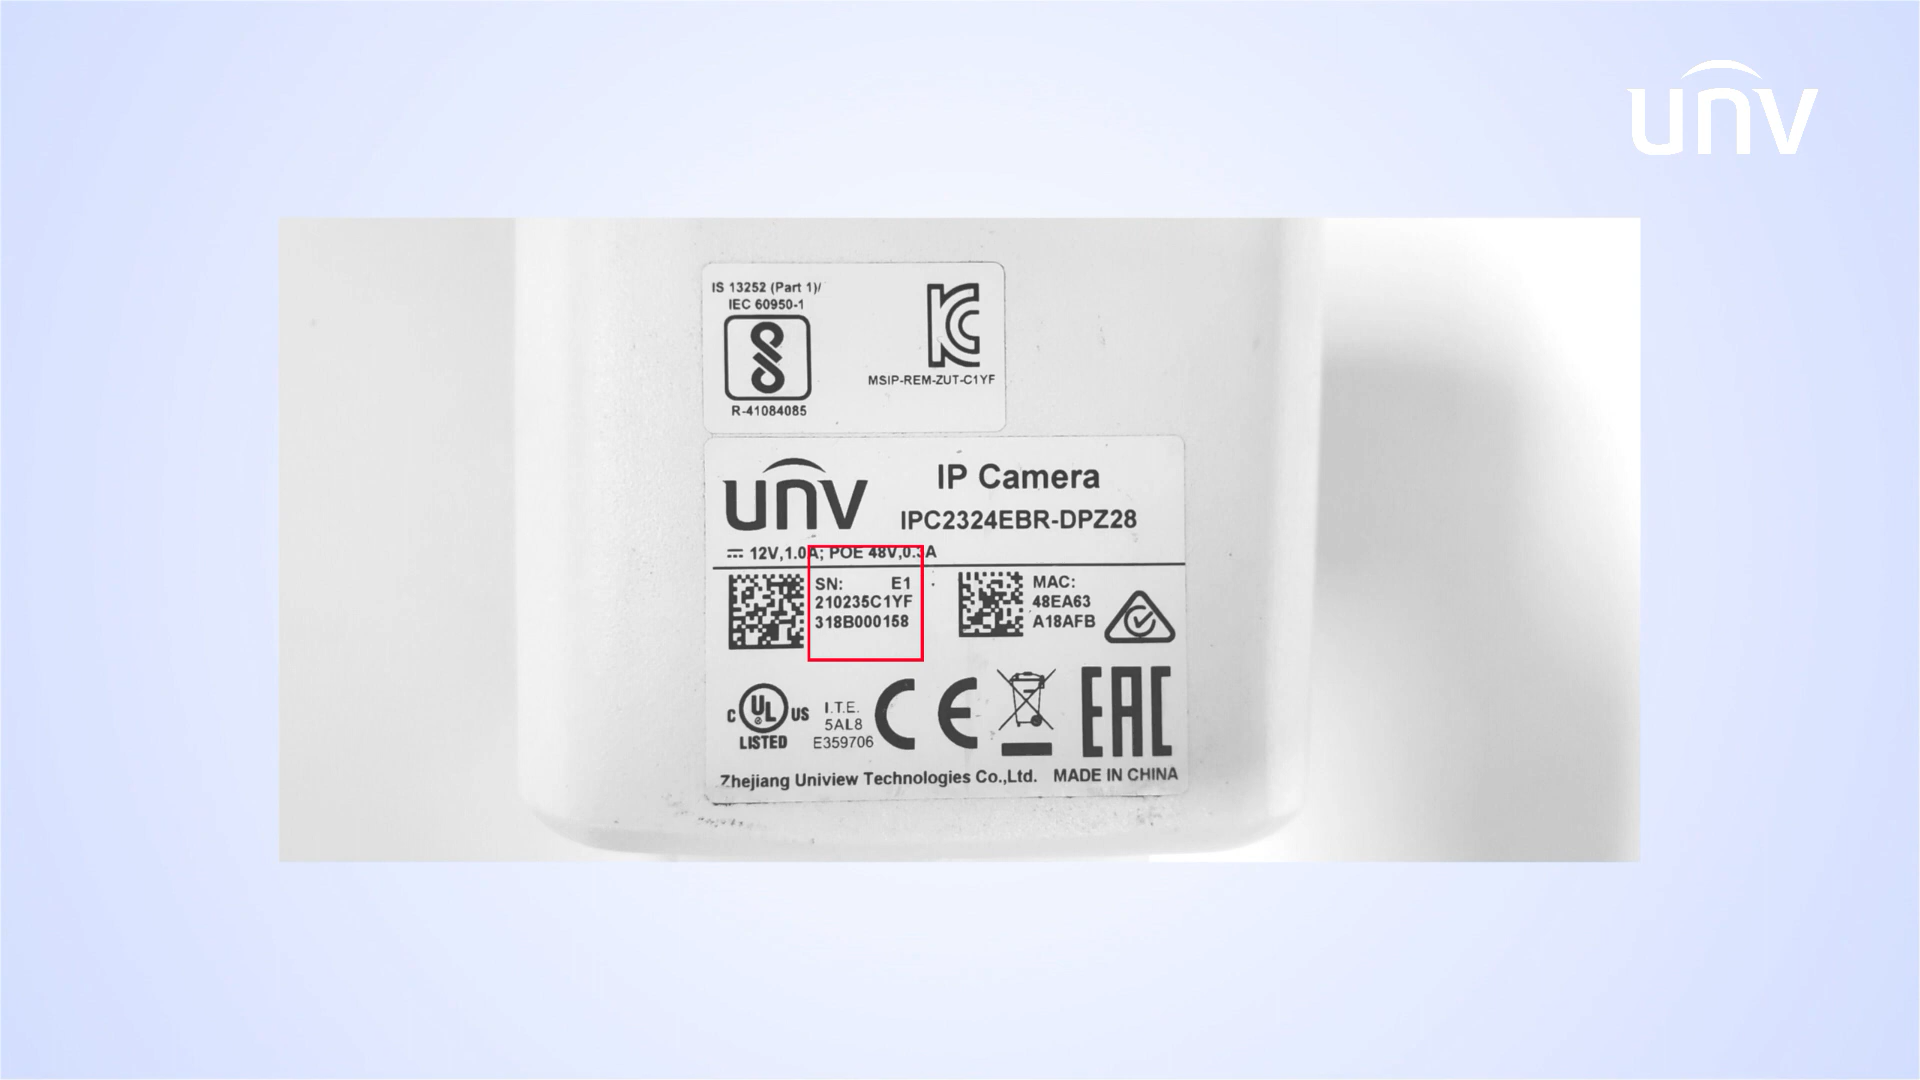 unv
IS 13252 (Part 1)/
IEC 60950-1
R-41084085
MSIP-REM-ZUT-C1YF
unv
IP Camera
IPC2324EBR-DPZ28
12V,1.0A; POE 48V,0.3A
SN: E1
210235C1YF
318B000158
MAC:
48EA63
A18AFB
C UL US
LISTED
I.T.E.
5AL8
E359706
CE
EAC
Zhejiang Uniview Technologies Co.,Ltd. MADE IN CHINA